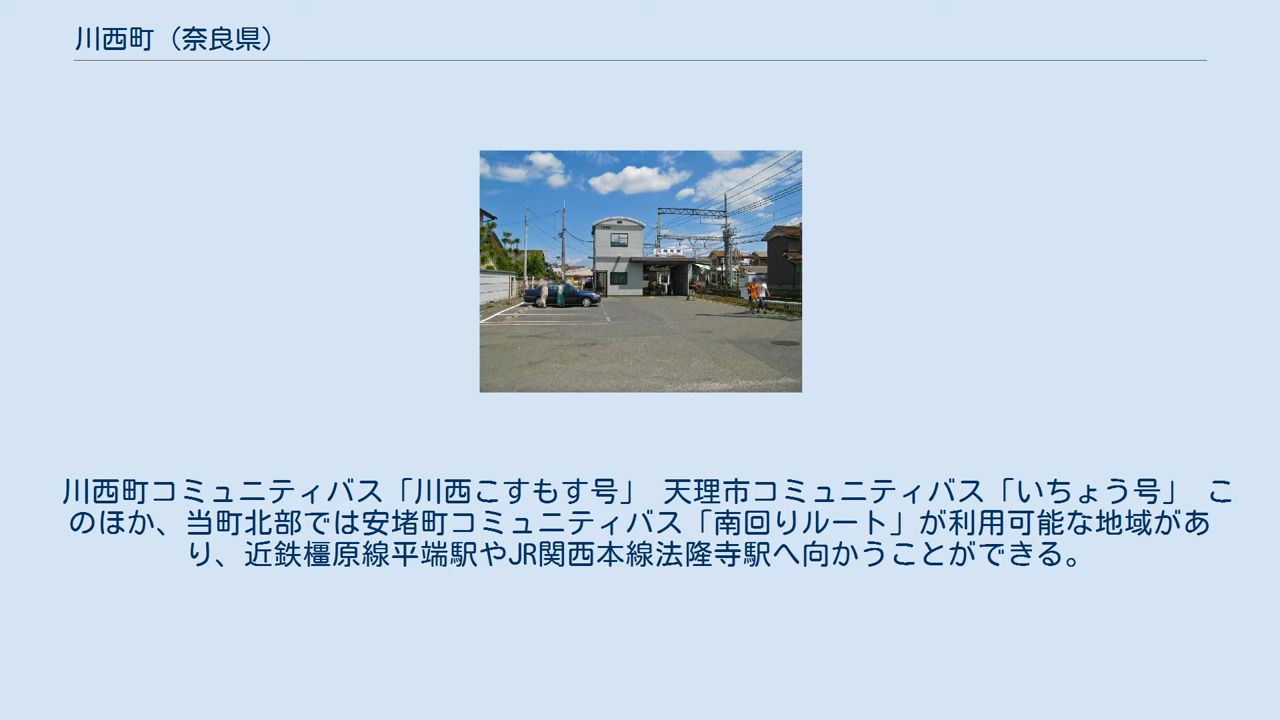 川西町（奈良県）
川西町コミュニティバス「川西こすもす号」 天理市コミュニティバス「いちょう号」 こ
のほか、当町北部では安堵町コミュニティバス「南回りルート」が利用可能な地域があ
り、近鉄橿原線平端駅やJR関西本線法隆寺駅へ向かうことができる。